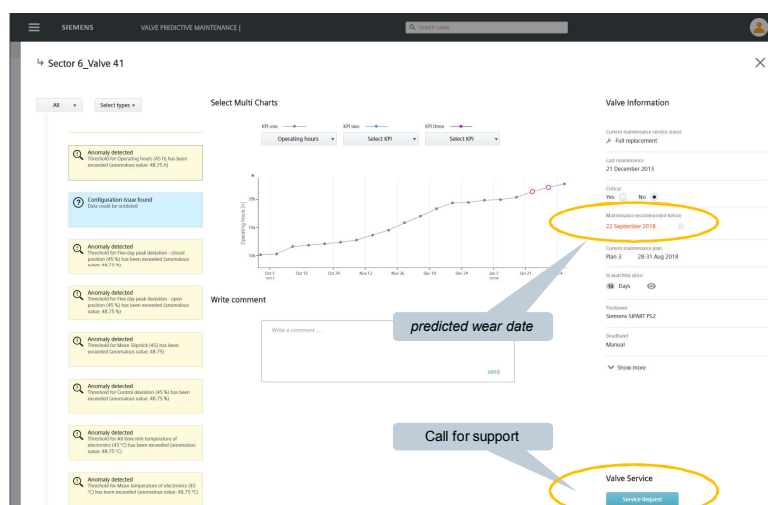 SIEMENS
VALVE PREDICTIVE MAINTENANCE |
Search valve
Sector 6_Valve 41
All
Select types
Anomaly detected
Threshold for Operating hours (45 h) has been
exceeded (anomalous value: 48.75 h)
Configuration issue found
Data could be outdated
Anomaly detected
Threshold for Five day peak deviation - closed
position (45 %) has been exceeded (anomalous
value: 48.75 %)
Anomaly detected
Threshold for Five day peak deviation - open
position (45 %) has been exceeded (anomalous
value: 48.75 %)
Anomaly detected
Threshold for Mean Slipstick (45) has been
exceeded (anomalous value: 48.75)
Anomaly detected
Threshold for Control deviation (45 %) has been
exceeded (anomalous value: 48.75 %)
Anomaly detected
Threshold for All-time min temperature of
electronics (45 °C) has been exceeded (anomalous
value: 48.75 °C)
Anomaly detected
Threshold for Mean temperature of electronics (45
°C) has been exceeded (anomalous value: 48.75 °C)
Select Multi Charts
KPI one
KPI two
KPI three
Operating hours
Select KPI
Select KPI
Operating hours [h]
20k
10k
Oct 5
2017
Oct 16
Oct 28
Nov 12
Nov 26
Dec 10
Dec 24
Jan 7
2018
Jan 21
Write comment
Write a comment ...
send
predicted wear date
Call for support
Valve Information
Current maintenance service status
Full replacement
Last maintenance
21 December 2013
Critical
Yes No
Maintenance recommended before
22 September 2018
Current maintenance plan
Plan 3 28-31 Aug 2018
In watchlist since
10 Days
Positioner
Siemens SIPART PS2
Deadband
Manual
Show more
Valve Service
Service Request